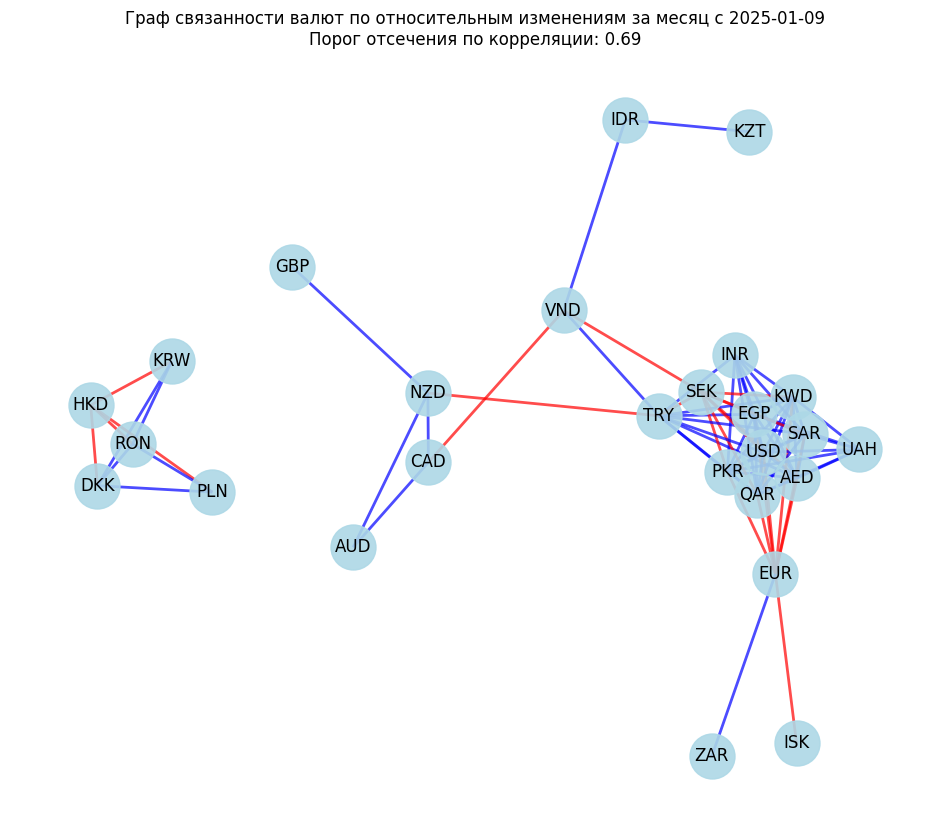 Граф связанности валют по относительным изменениям за месяц с 2025-01-09
Порог отсечения по корреляции: 0.69
IDR
KZT
GBP
VND
INR
KRW
SEK
NZD
KWD
HKD
EGP
TRY
SAR
RON
USD
UAH
CAD
PKR
AED
DKK
PLN
QAR
AUD
EUR
ISK
ZAR